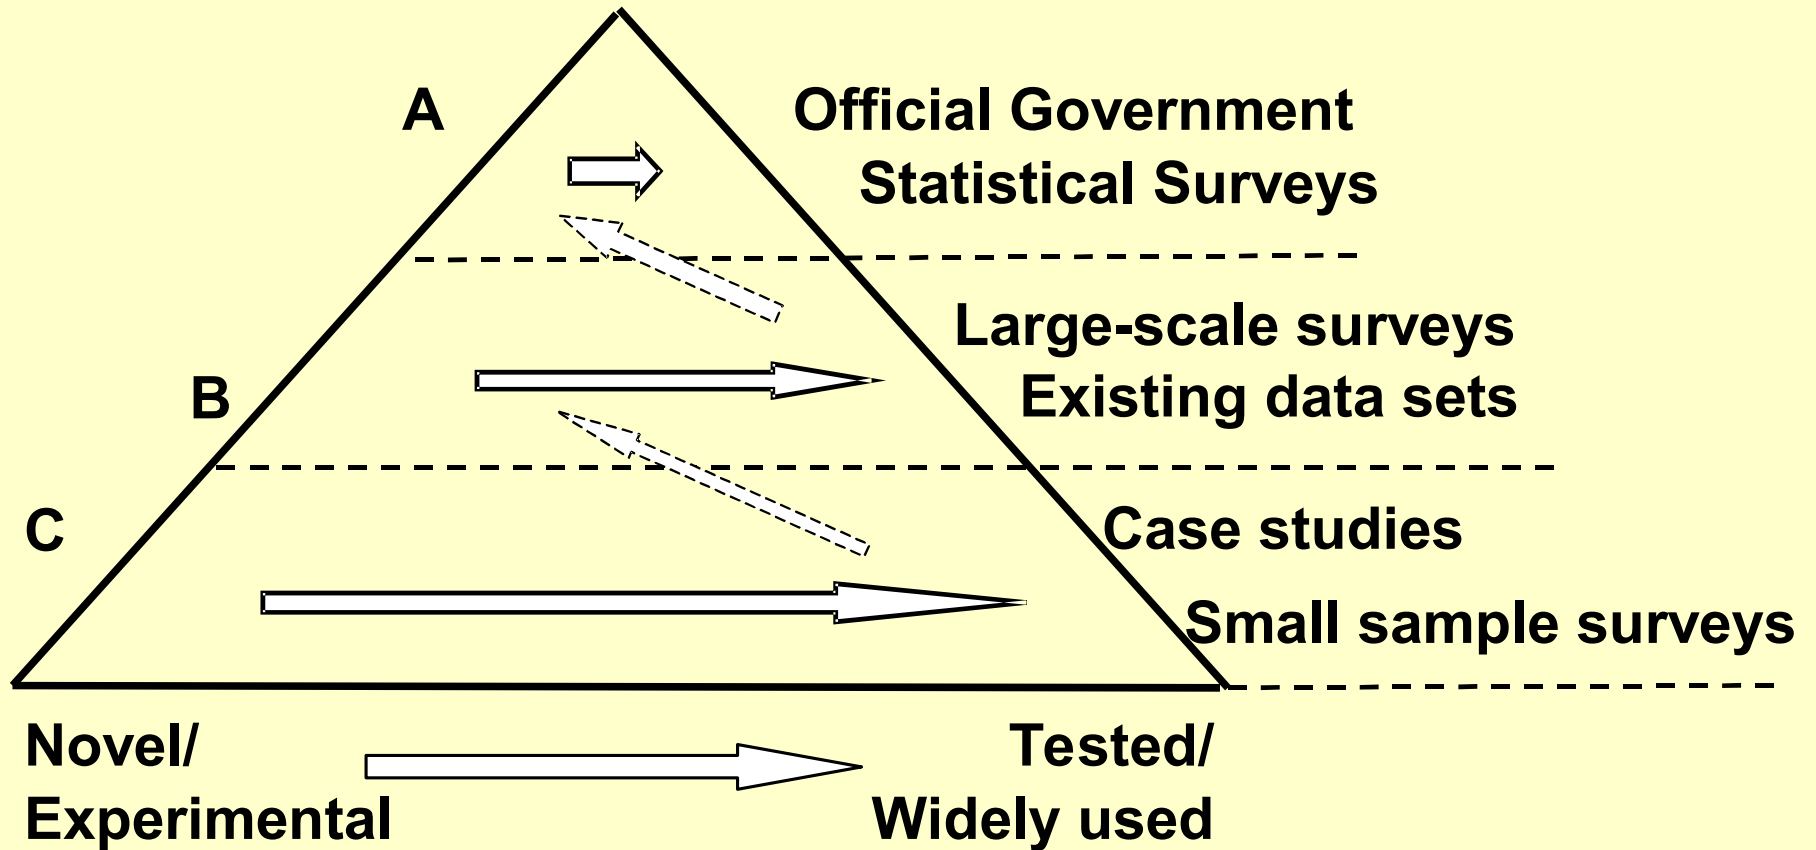 A
Official Government
Statistical Surveys
B
Large-scale surveys
Existing data sets
C
Case studies
Small sample surveys
Novel/
Experimental
Tested/
Widely used